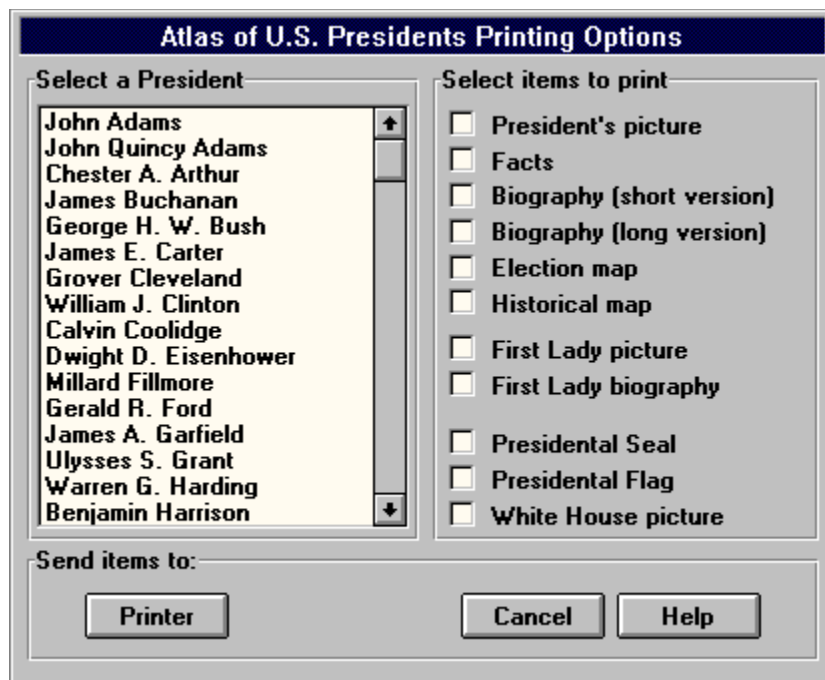 Atlas of U.S. Presidents Printing Options
Select a President
John Adams
John Quincy Adams
Chester A. Arthur
James Buchanan
George H. W. Bush
James E. Carter
Grover Cleveland
William J. Clinton
Calvin Coolidge
Dwight D. Eisenhower
Millard Fillmore
Gerald R. Ford
James A. Garfield
Ulysses S. Grant
Warren G. Harding
Benjamin Harrison
Select items to print
President's picture
Facts
Biography (short version)
Biography (long version)
Election map
Historical map
First Lady picture
First Lady biography
Presidental Seal
Presidental Flag
White House picture
Send items to:
Printer
Cancel
Help